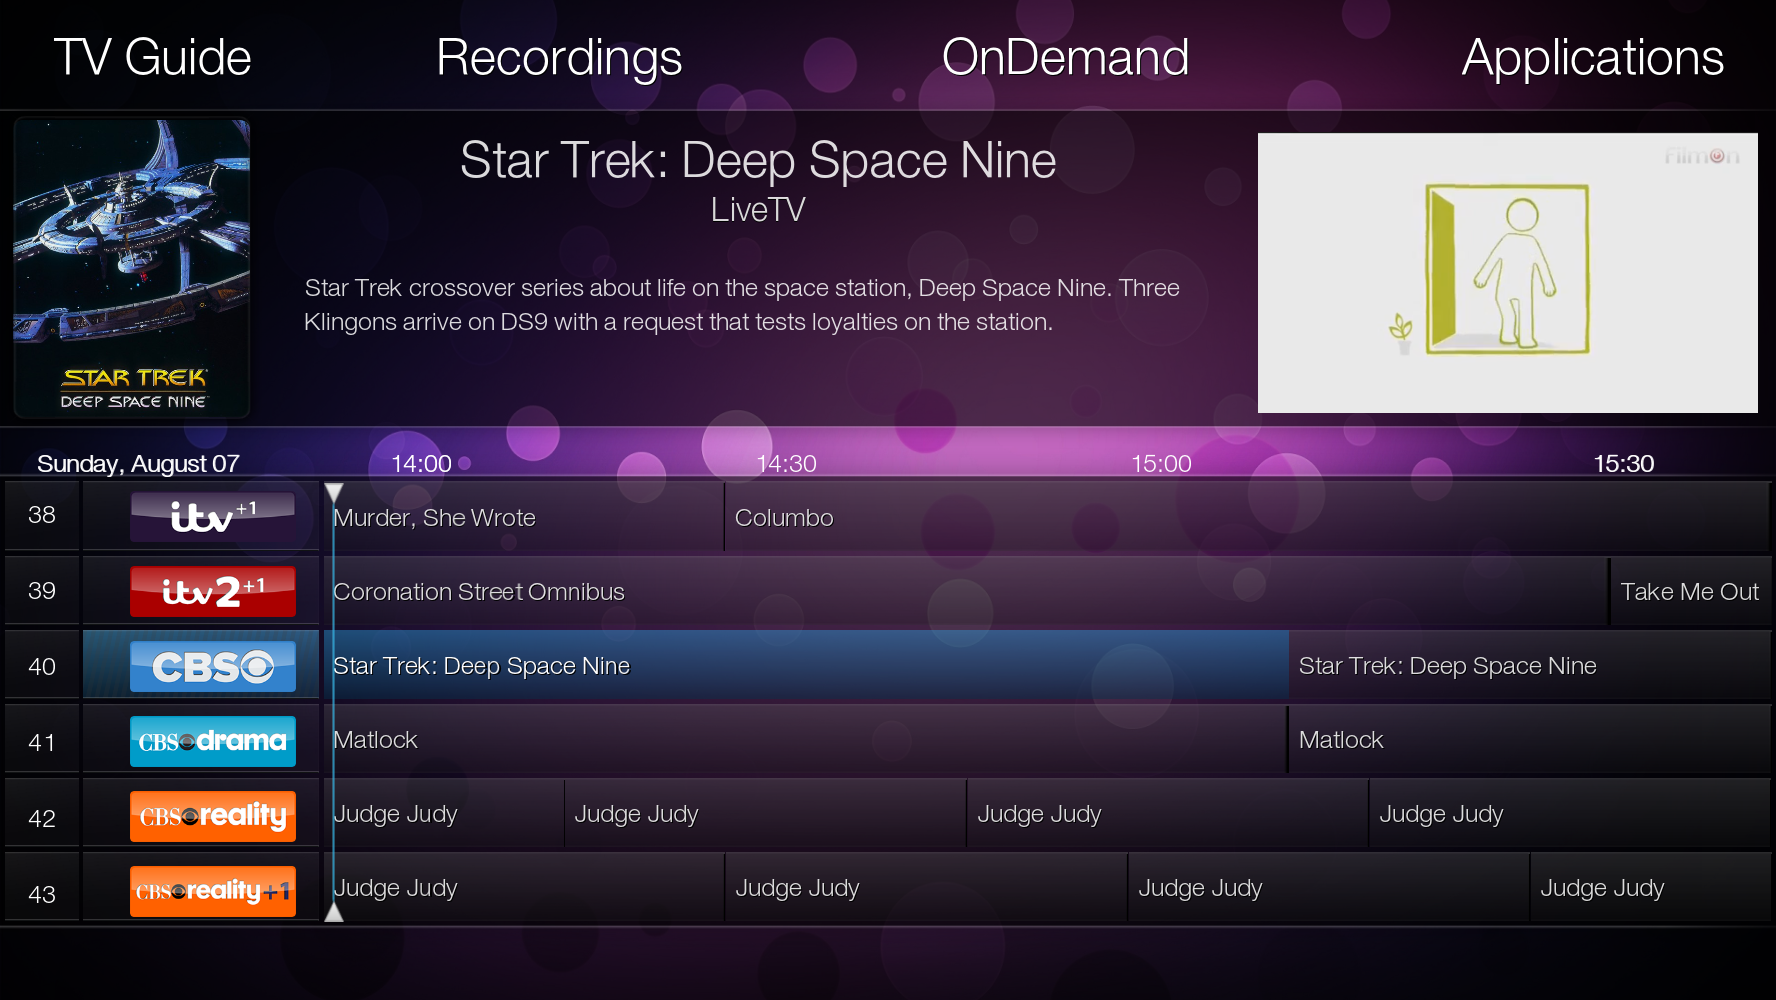 TV Guide Recordings OnDemand Applications
Star Trek: Deep Space Nine
LiveTV
Star Trek crossover series about life on the space station, Deep Space Nine. Three
Klingons arrive on DS9 with a request that tests loyalties on the station.
STAR TREK
DEEP SPACE NINE
FilmOn
Sunday, August 07 14:00 14:30 15:00 15:30
38 itv +1 Murder, She Wrote Columbo
39 itv2 +1 Coronation Street Omnibus Take Me Out
40 CBS Star Trek: Deep Space Nine Star Trek: Deep Space Nine
41 CBS drama Matlock Matlock
42 CBS reality Judge Judy Judge Judy Judge Judy Judge Judy
43 CBS reality +1 Judge Judy Judge Judy Judge Judy Judge Judy